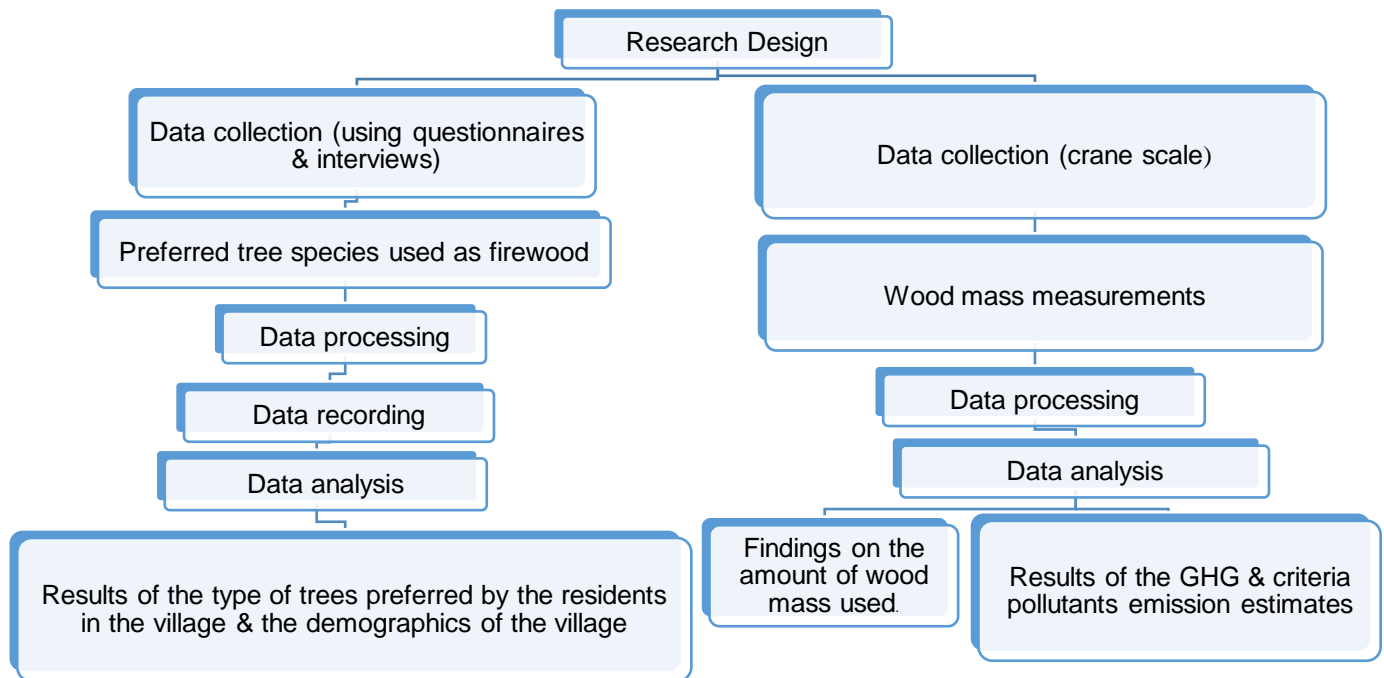 Research Design
Data collection (using questionnaires
& interviews)
Data collection (crane scale)
Preferred tree species used as firewood
Wood mass measurements
Data processing
Data recording
Data processing
Data analysis
Data analysis
Results of the type of trees preferred by the residents
in the village & the demographics of the village
Findings on the
amount of wood
mass used.
Results of the GHG & criteria
pollutants emission estimates